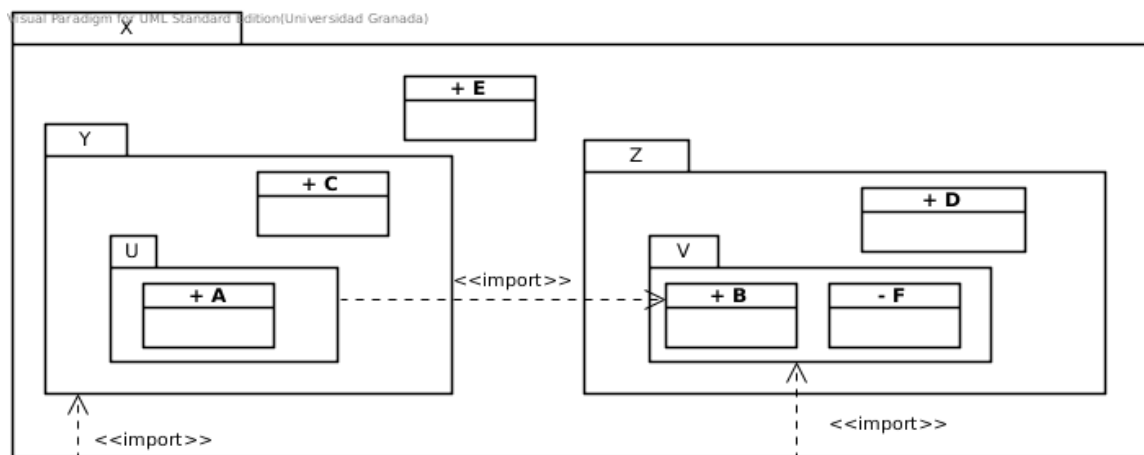 Visual Paradigm for UML Standard Edition(Universidad Granada)
X
+ E
Y
Z
+ C
+ D
U
V
<<import>>
+ A
+ B
- F
<<import>>
<<import>>